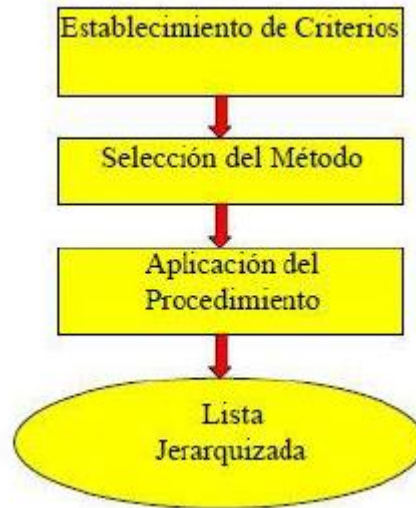 Establecimiento de Criterios
Selección del Método
Aplicación del
Procedimiento
Lista
Jerarquizada